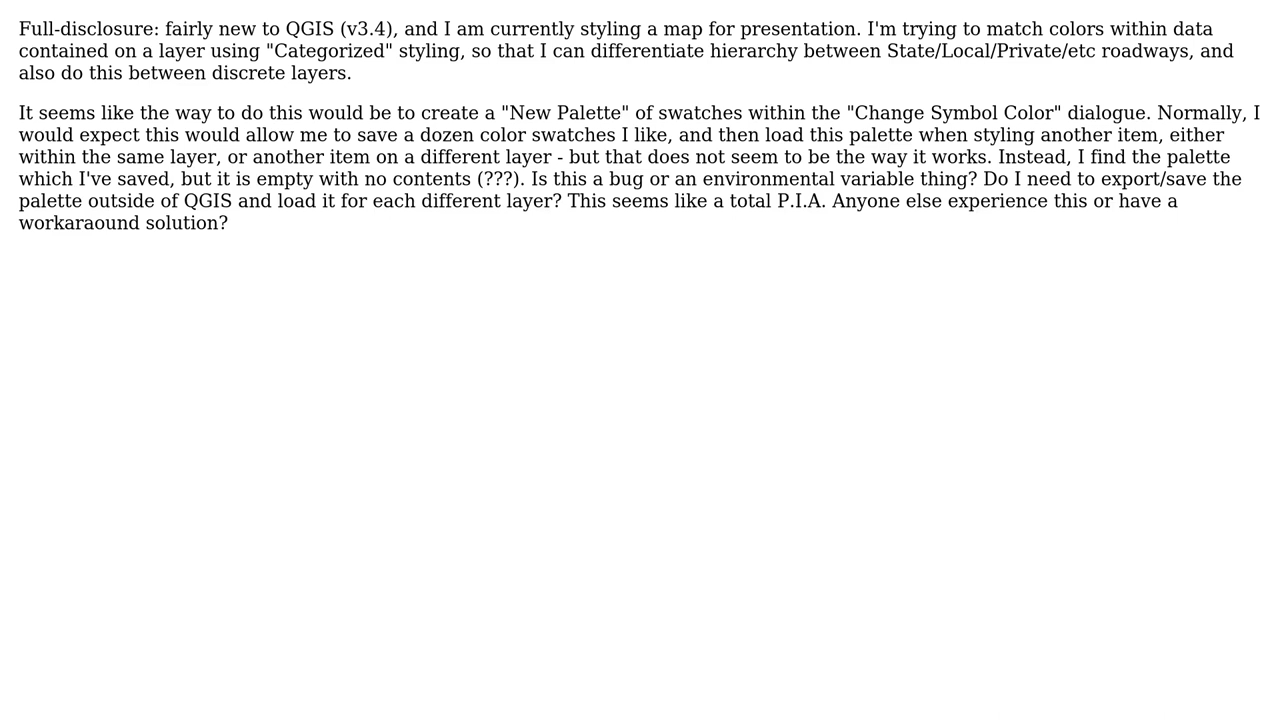 Full-disclosure: fairly new to QGIS (v3.4), and I am currently styling a map for presentation. I'm trying to match colors within data
contained on a layer using "Categorized" styling, so that I can differentiate hierarchy between State/Local/Private/etc roadways, and
also do this between discrete layers.
It seems like the way to do this would be to create a "New Palette" of swatches within the "Change Symbol Color" dialogue. Normally, I
would expect this would allow me to save a dozen color swatches I like, and then load this palette when styling another item, either
within the same layer, or another item on a different layer - but that does not seem to be the way it works. Instead, I find the palette
which I've saved, but it is empty with no contents (???). Is this a bug or an environmental variable thing? Do I need to export/save the
palette outside of QGIS and load it for each different layer? This seems like a total P.I.A. Anyone else experience this or have a
workaraound solution?